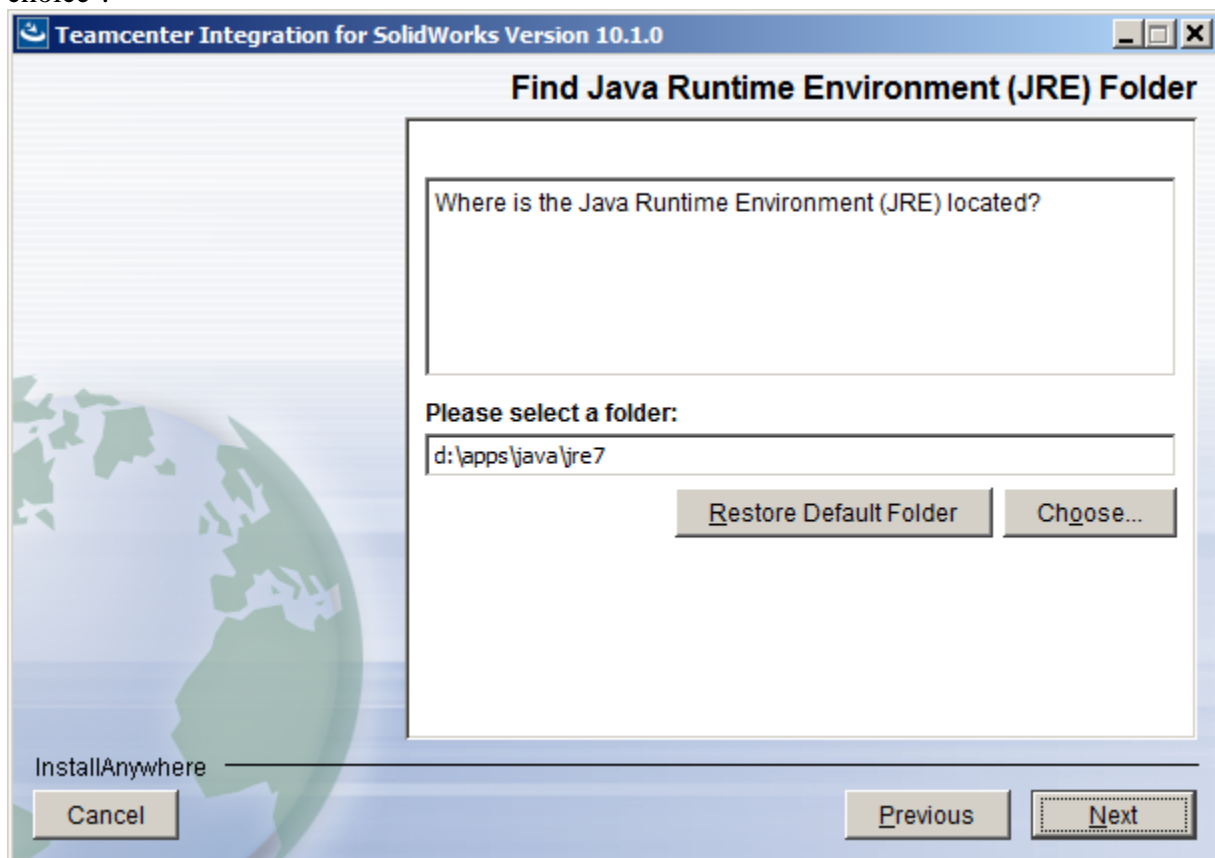 choice .
Teamcenter Integration for SolidWorks Version 10.1.0
Find Java Runtime Environment (JRE) Folder
Where is the Java Runtime Environment (JRE) located?
Please select a folder:
d:\apps\java\jre7
Restore Default Folder
Choose...
InstallAnywhere
Cancel
Previous
Next